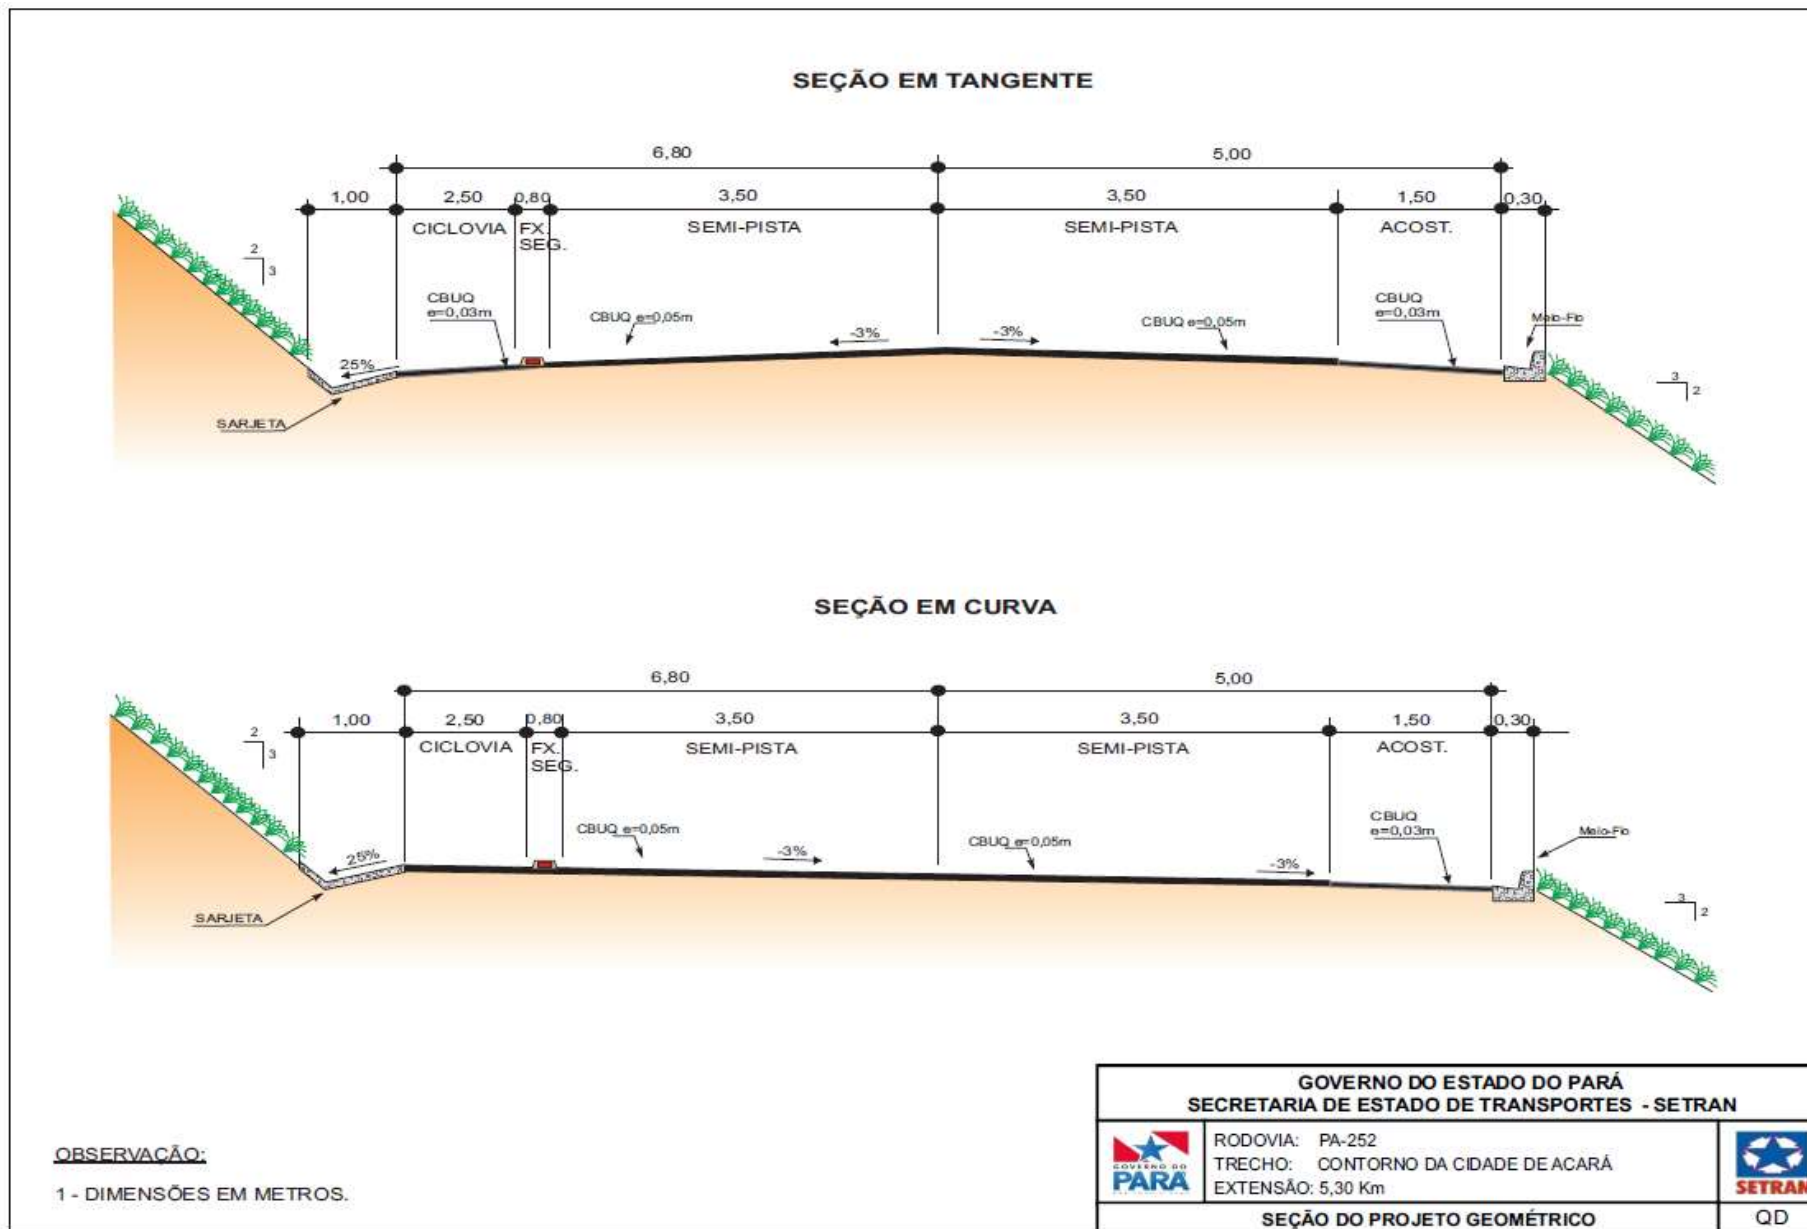 SEÇÃO EM TANGENTE
6,80 5,00
1,00 2,50 0,80 3,50 3,50 1,50 0,30
CICLOVIA FX. SEMI-PISTA SEMI-PISTA ACOST.
SEG.
2
3
CBUQ
e=0,03m
CBUQ e=0,05m
-3% -3%
CBUQ e=0,05m
CBUQ
e=0,03m
Meio-Fio
25%
3
2
SARJETA
SEÇÃO EM CURVA
6,80 5,00
1,00 2,50 0,80 3,50 3,50 1,50 0,30
CICLOVIA FX. SEMI-PISTA SEMI-PISTA ACOST.
SEG.
2
3
CBUQ e=0,05m
-3%
CBUQ e=0,05m
-3%
CBUQ
e=0,03m
Meio-Fio
25%
3
2
SARJETA
GOVERNO DO ESTADO DO PARÁ
SECRETARIA DE ESTADO DE TRANSPORTES - SETRAN
GOVERNO DO
PARÁ
RODOVIA: PA-252
TRECHO: CONTORNO DA CIDADE DE ACARÁ
EXTENSÃO: 5,30 Km
SETRAN
SEÇÃO DO PROJETO GEOMÉTRICO
QD
OBSERVAÇÃO:
1 - DIMENSÕES EM METROS.